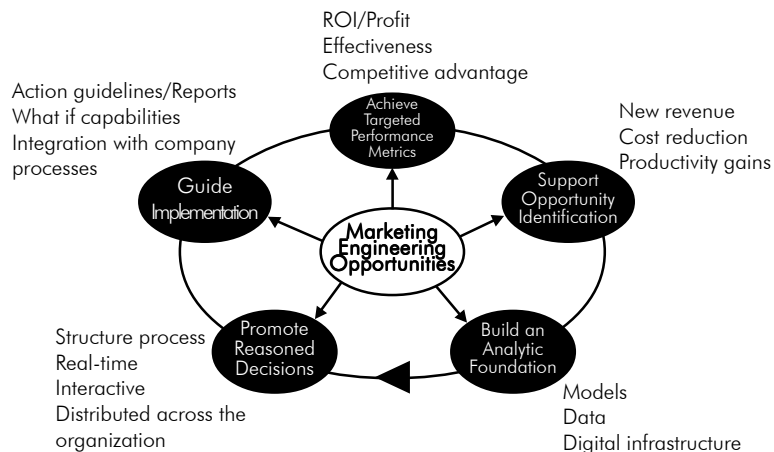 ROI/Profit
Effectiveness
Competitive advantage
Achieve
Targeted
Performance
Metrics
New revenue
Cost reduction
Productivity gains
Support
Opportunity
Identification
Models
Data
Digital infrastructure
Build an
Analytic
Foundation
Structure process
Real-time
Interactive
Distributed across the
organization
Promote
Reasoned
Decisions
Action guidelines/Reports
What if capabilities
Integration with company
processes
Guide
Implementation
Marketing
Engineering
Opportunities